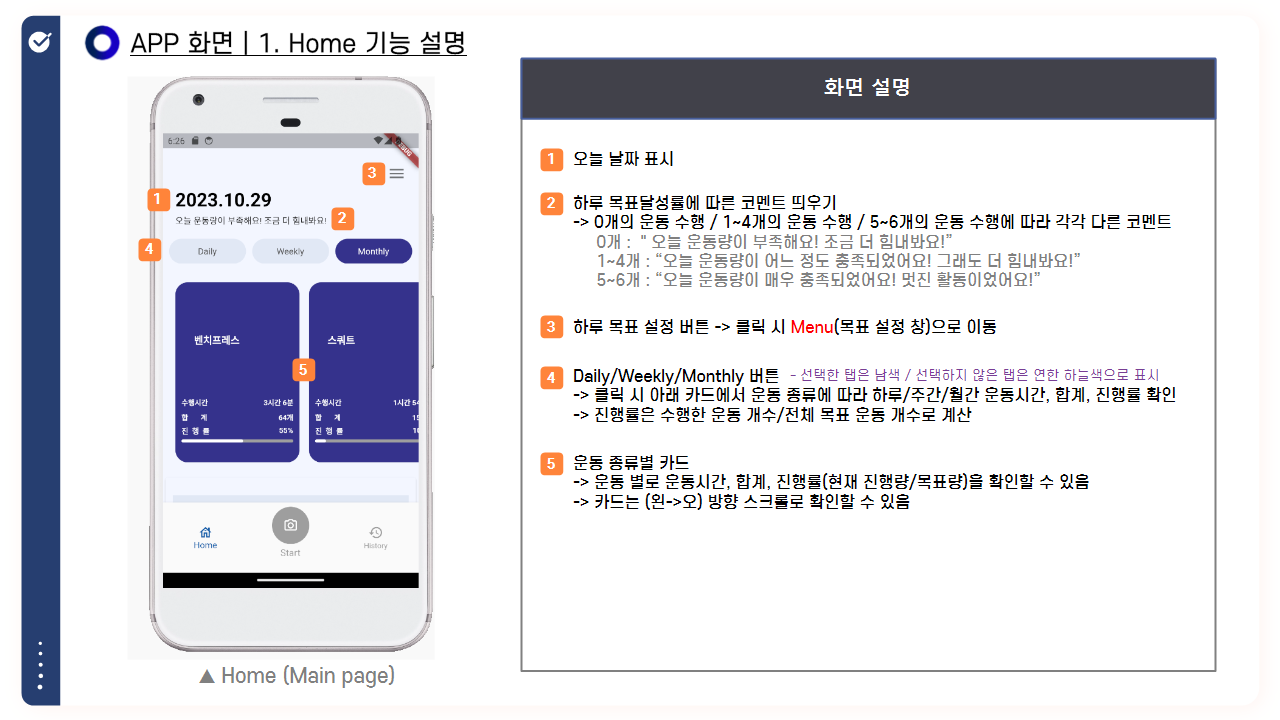 APP 화면 | 1. Home 기능 설명
6:26
3
1
2023.10.29
오늘 운동량이 부족해요! 조금 더 힘내봐요!
2
4
Daily
Weekly
Monthly
벤치프레스
스쿼트
5
수행시간 3시간 6분
합 계 64개
진 행 률 55%
수행시간 1시간 54
합 계
진 행 률
Home
Start
History
▲ Home (Main page)
화면 설명
1 오늘 날짜 표시
2 하루 목표달성률에 따른 코멘트 띄우기
-> 0개의 운동 수행 / 1~4개의 운동 수행 / 5~6개의 운동 수행에 따라 각각 다른 코멘트
0개 : " 오늘 운동량이 부족해요! 조금 더 힘내봐요!”
1~4개 : “오늘 운동량이 어느 정도 충족되었어요! 그래도 더 힘내봐요!”
5~6개 : “오늘 운동량이 매우 충족되었어요! 멋진 활동이었어요!”
3 하루 목표 설정 버튼 -> 클릭 시 Menu(목표 설정 창)으로 이동
4 Daily/Weekly/Monthly 버튼 - 선택한 탭은 남색 / 선택하지 않은 탭은 연한 하늘색으로 표시
-> 클릭 시 아래 카드에서 운동 종류에 따라 하루/주간/월간 운동시간, 합계, 진행률 확인
-> 진행률은 수행한 운동 개수/전체 목표 운동 개수로 계산
5 운동 종류별 카드
-> 운동 별로 운동시간, 합계, 진행률(현재 진행량/목표량)을 확인할 수 있음
-> 카드는 (왼->오) 방향 스크롤로 확인할 수 있음